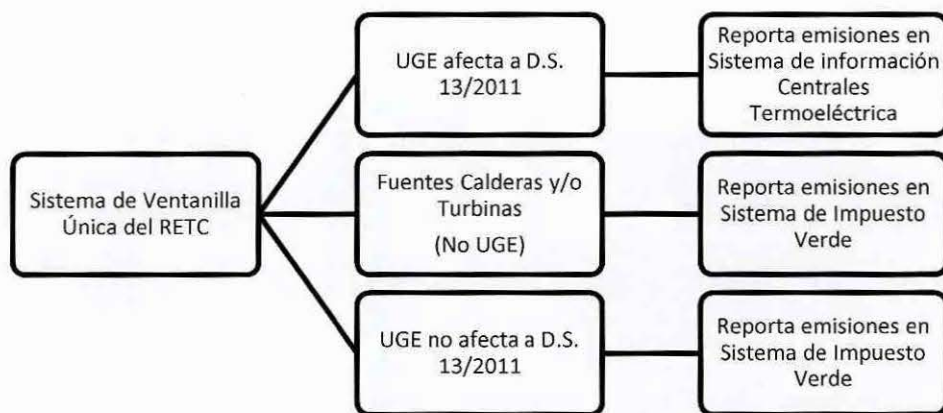 Sistema de Ventanilla
Única del RETC
UGE afecta a D.S.
13/2011
Reporta emisiones en
Sistema de información
Centrales
Termoeléctrica
Fuentes Calderas y/o
Turbinas
(No UGE)
Reporta emisiones en
Sistema de Impuesto
Verde
UGE no afecta a D.S.
13/2011
Reporta emisiones en
Sistema de Impuesto
Verde